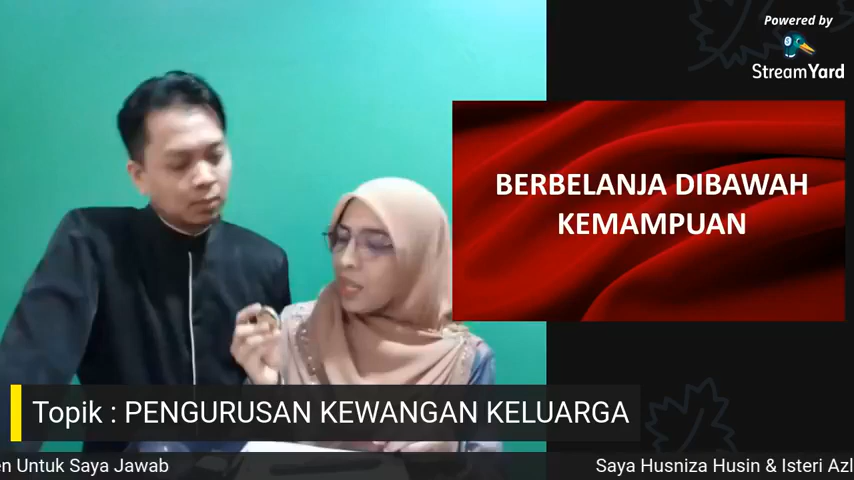 Powered by
StreamYard
BERBELANJA DIBAWAH
KEMAMPUAN
Topik : PENGURUSAN KEWANGAN KELUARGA
Untuk Saya Jawab
Saya Husniza Husin & Isteri